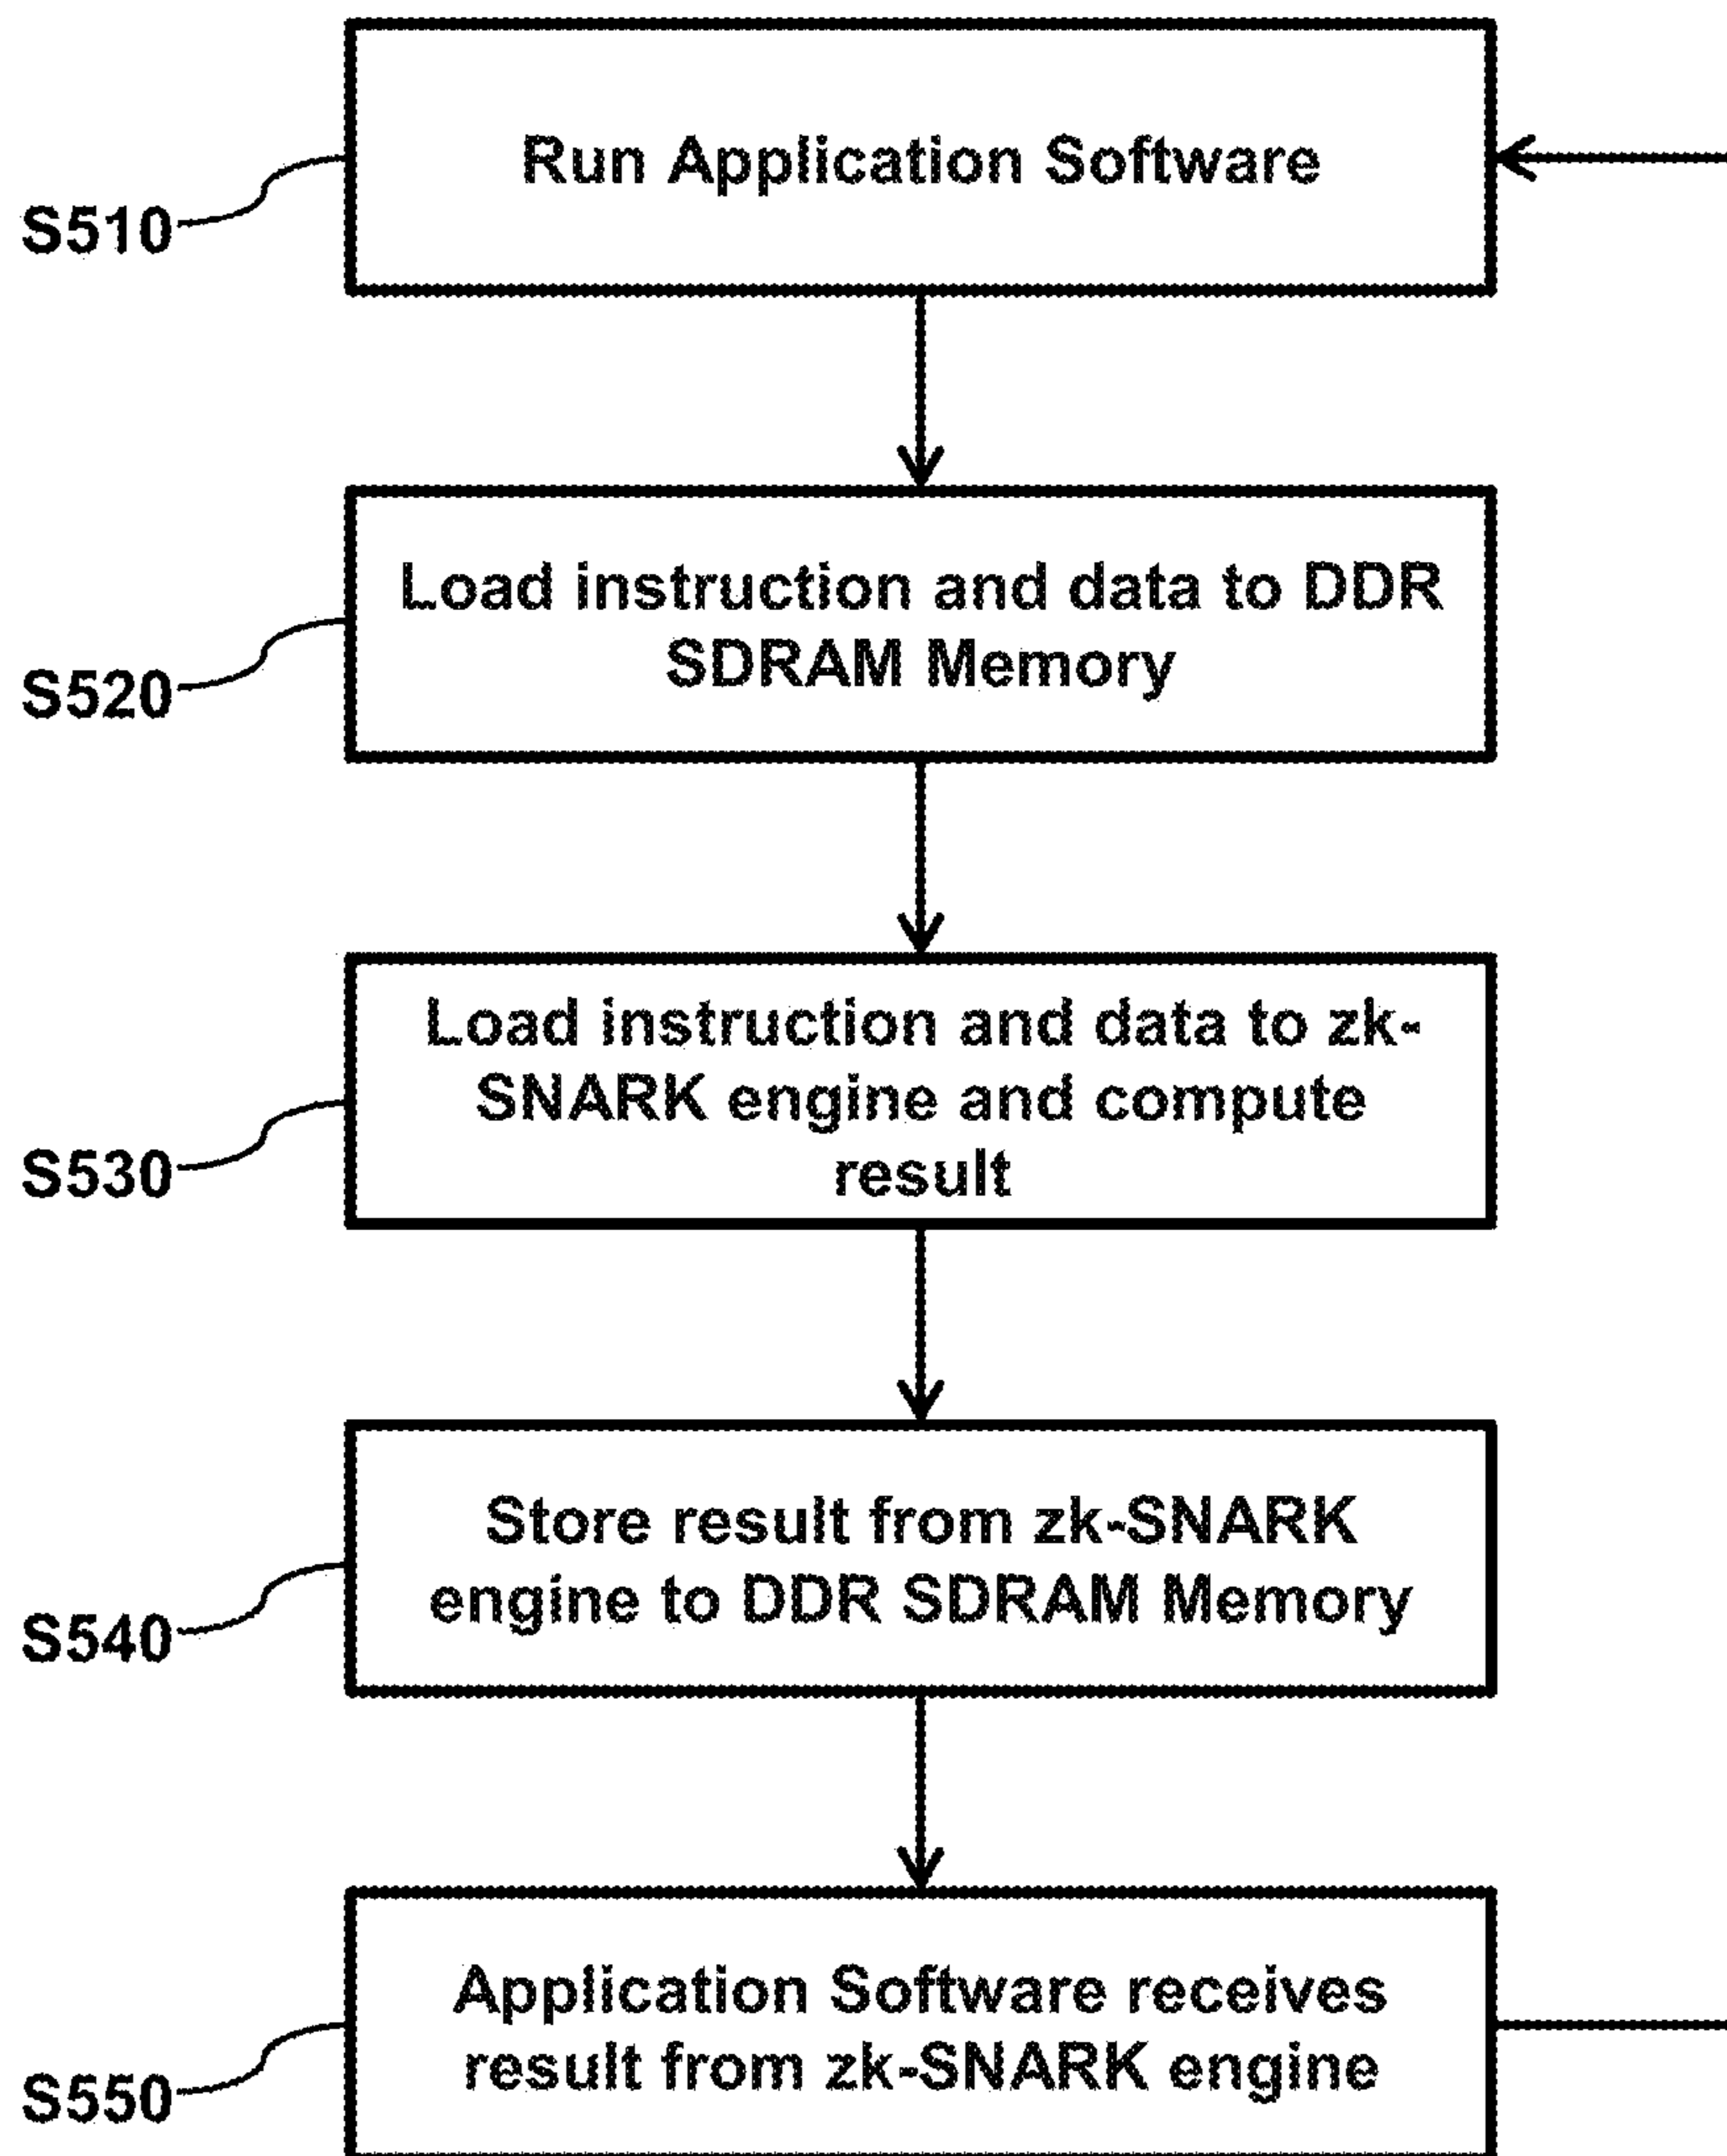 Run Application Software
S510
Load instruction and data to DDR
SDRAM Memory
S520
Load instruction and data to zk-
SNARK engine and compute
result
S530
Store result from zk-SNARK
engine to DDR SDRAM Memory
S540
Application Software receives
result from zk-SNARK engine
S550